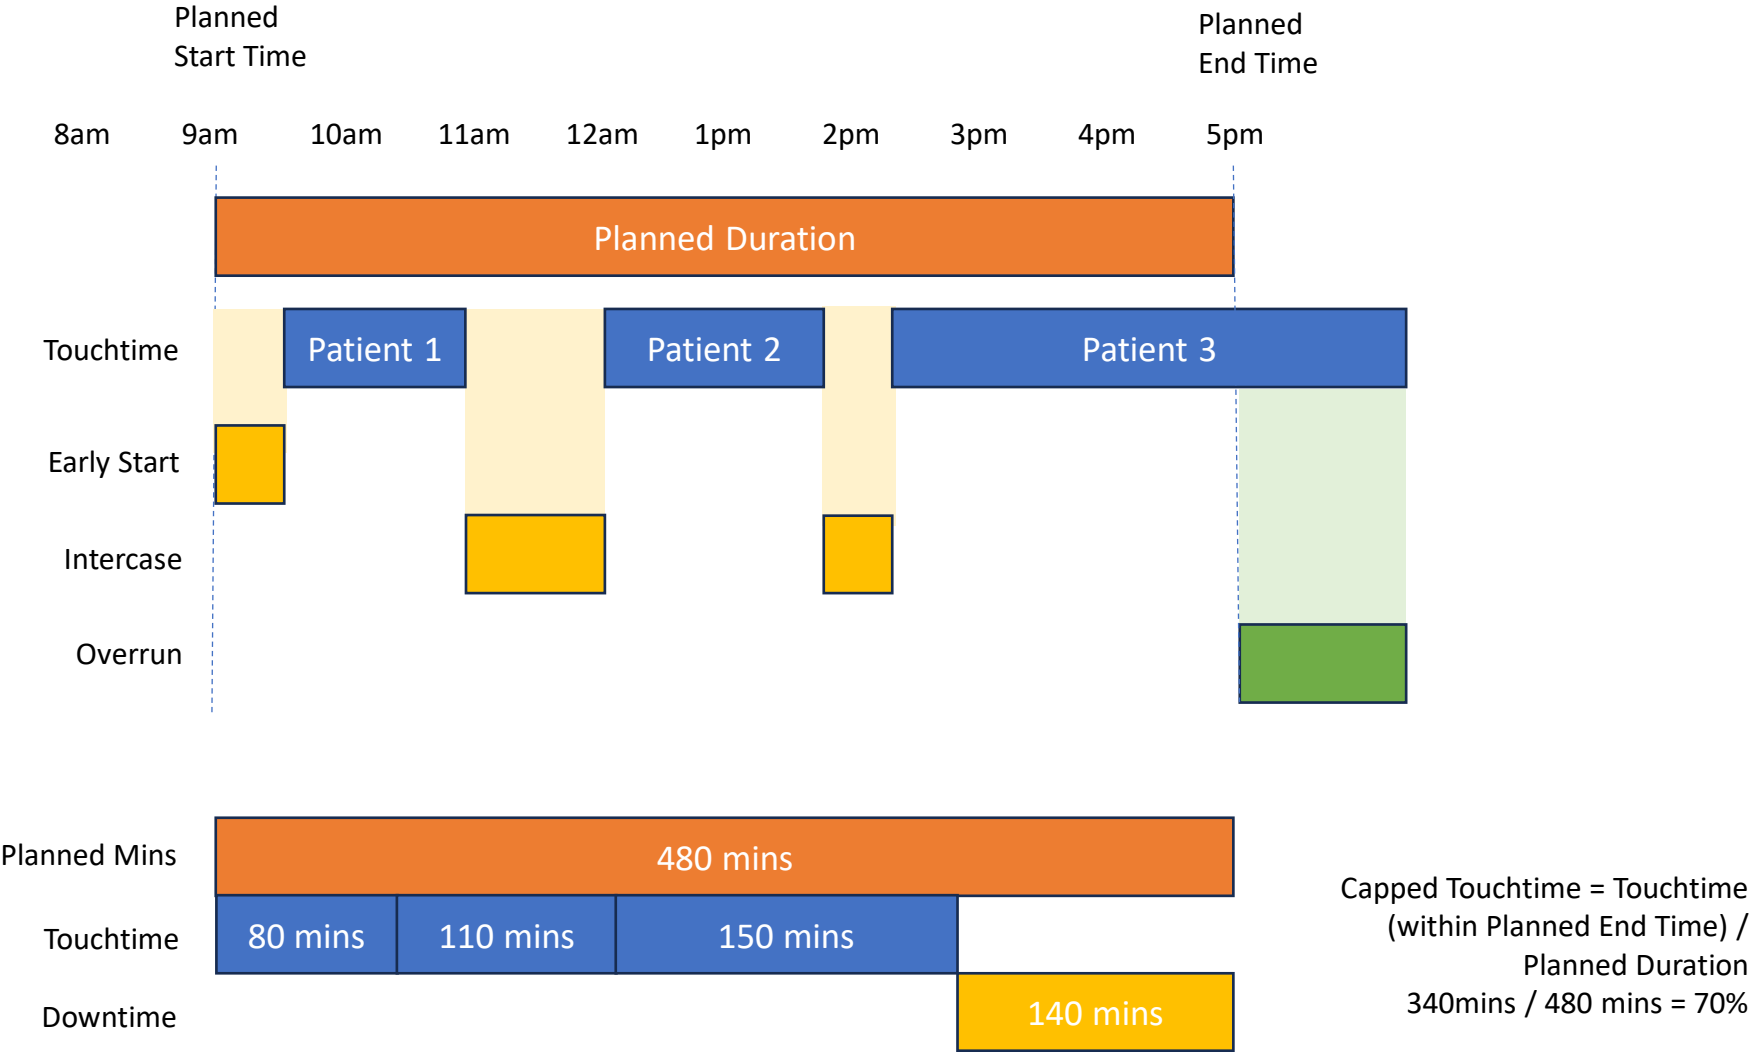 Planned
Start Time
Planned
End Time
8am 9am 10am 11am 12am 1pm 2pm 3pm 4pm 5pm
Planned Duration
Touchtime
Patient 1
Patient 2
Patient 3
Early Start
Intercase
Overrun
Planned Mins
480 mins
Touchtime
80 mins
110 mins
150 mins
Downtime
140 mins
Capped Touchtime = Touchtime
(within Planned End Time) /
Planned Duration
340mins / 480 mins = 70%